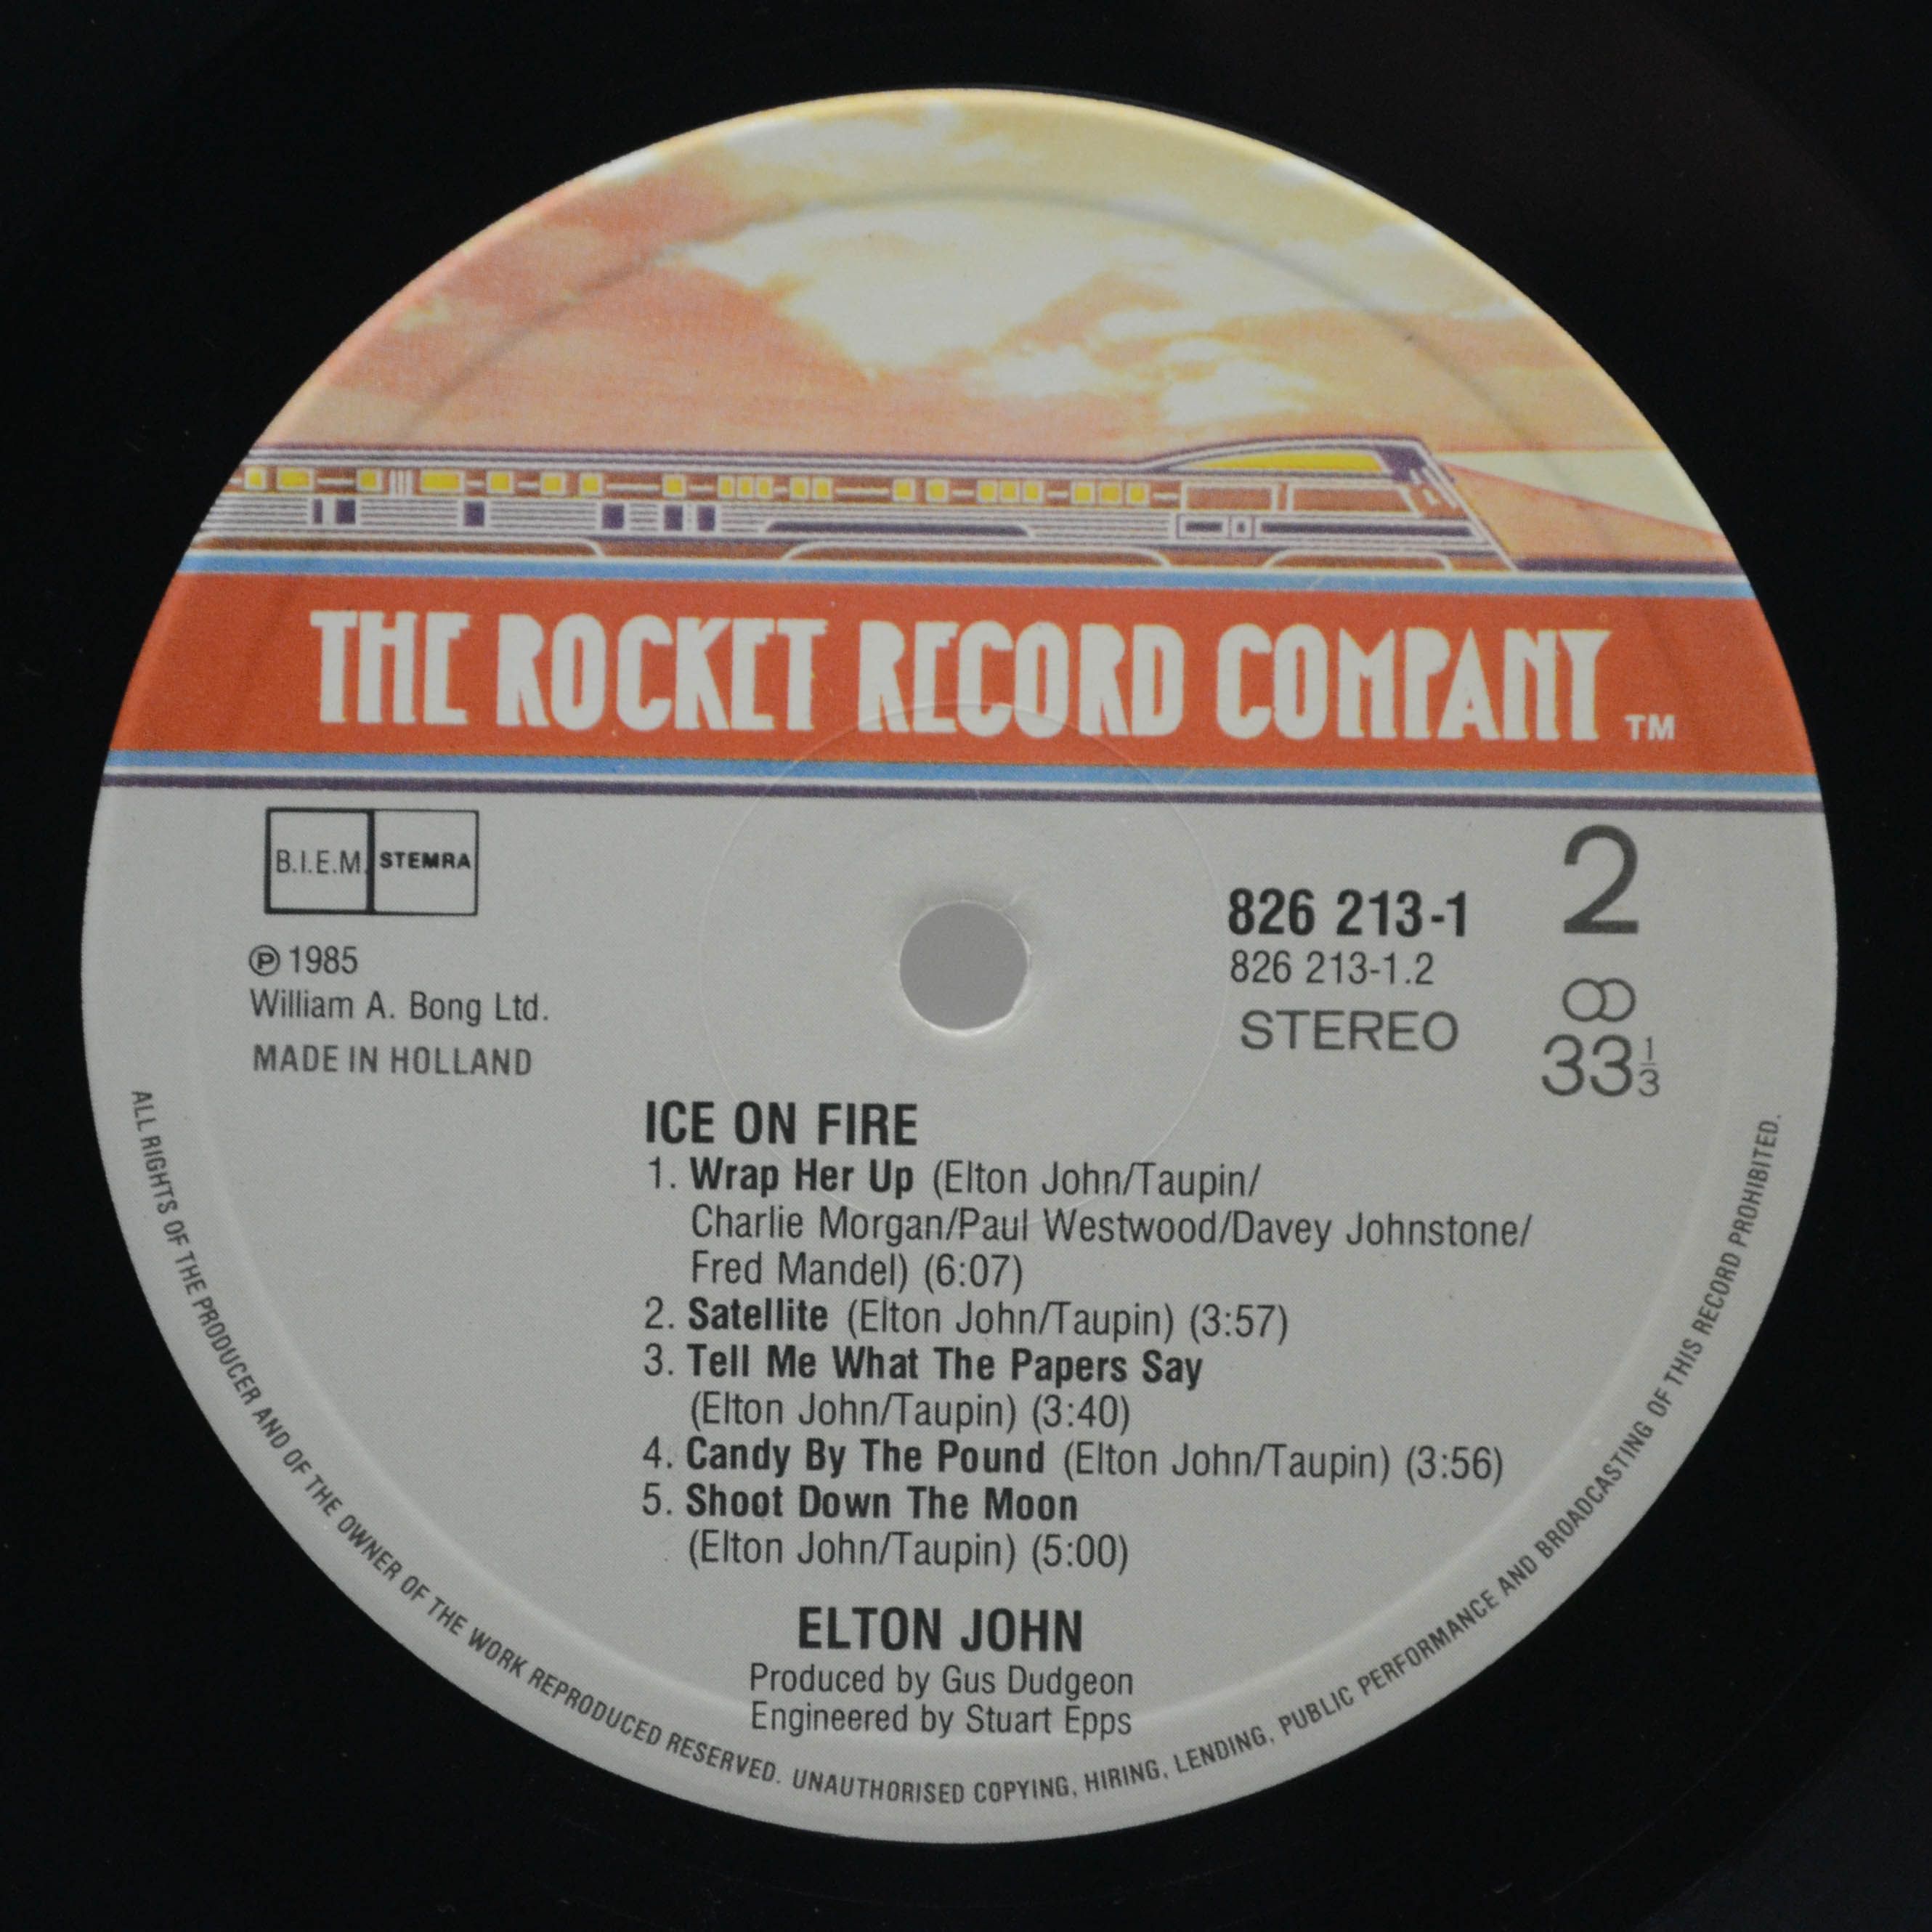 THE ROCKET RECORD COMPANY TM
B.I.E.M. STEMRA
℗ 1985
William A. Bong Ltd.
MADE IN HOLLAND
826 213-1
826 213-1.2
STEREO
2
33 1/3
ICE ON FIRE
1. Wrap Her Up (Elton John/Taupin/
Charlie Morgan/Paul Westwood/Davey Johnstone/
Fred Mandel) (6:07)
2. Satellite (Elton John/Taupin) (3:57)
3. Tell Me What The Papers Say
(Elton John/Taupin) (3:40)
4. Candy By The Pound (Elton John/Taupin) (3:56)
5. Shoot Down The Moon
(Elton John/Taupin) (5:00)
ELTON JOHN
Produced by Gus Dudgeon
Engineered by Stuart Epps
ALL RIGHTS OF THE PRODUCER AND OF THE OWNER OF THE WORK REPRODUCED RESERVED. UNAUTHORISED COPYING, HIRING, LENDING, PUBLIC PERFORMANCE AND BROADCASTING OF THIS RECORD PROHIBITED.